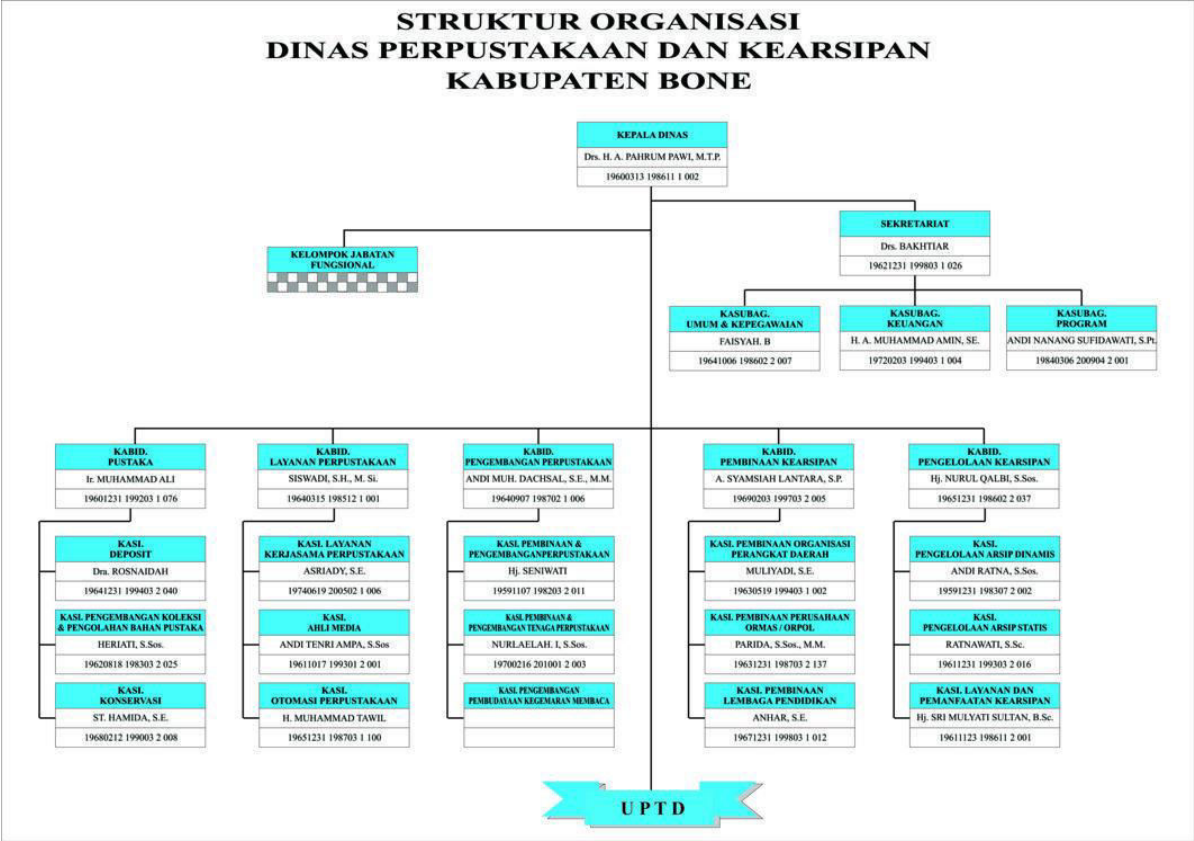 STRUKTUR ORGANISASI
DINAS PERPUSTAKAAN DAN KEARSIPAN
KABUPATEN BONE
KEPALA DINAS
Drs. H. A. PAHRUM PAWI, M.T.P.
19600313 198611 1 002
SEKRETARIAT
Drs. BAKHTIAR
19621231 199803 1 026
KELOMPOK JABATAN
FUNGSIONAL
KASUBAG.
UMUM & KEPEGAWAIAN
FAISYAH. B
19641006 198602 2 007
KASUBAG.
KEUANGAN
H. A. MUHAMMAD AMIN, SE.
19720203 199403 1 004
KASUBAG.
PROGRAM
ANDI NANANG SUFIDAWATI, S.Pt.
19840306 200904 2 001
KABID.
PUSTAKA
Ir. MUHAMMAD ALI
19601231 199203 1 076
KASI.
DEPOSIT
Dra. ROSNAIDAH
19641231 199403 2 040
KASI. PENGEMBANGAN KOLEKSI
& PENGOLAHAN BAHAN PUSTAKA
HERIATI, S.Sos.
19620818 198303 2 025
KASI.
KONSERVASI
ST. HAMIDA, S.E.
19680212 199003 2 008
KABID.
LAYANAN PERPUSTAKAAN
SISWADI, S.H., M. Si.
19640315 198512 1 001
KASI. LAYANAN
KERJASAMA PERPUSTAKAAN
ASRIADY, S.E.
19740619 200502 1 006
KASI.
AHLI MEDIA
ANDI TENRI AMPA, S.Sos
19611017 199301 2 001
KASI.
OTOMASI PERPUSTAKAAN
H. MUHAMMAD TAWIL
19651231 198703 1 100
KABID.
PENGEMBANGAN PERPUSTAKAAN
ANDI MUH. DACHSAL, S.E., M.M.
19640907 198702 1 006
KASI. PEMBINAAN &
PENGEMBANGANPERPUSTAKAAN
Hj. SENIWATI
19591107 198203 2 011
KASI. PEMBINAAN &
PENGEMBANGAN TENAGA PERPUSTAKAAN
NURLAELAH. I, S.Sos.
19700216 201001 2 003
KASI. PENGEMBANGAN
PEMBUDAYAAN KEGEMARAN MEMBACA
KABID.
PEMBINAAN KEARSIPAN
A. SYAMSIAH LANTARA, S.P.
19690203 199703 2 005
KASI. PEMBINAAN ORGANISASI
PERANGKAT DAERAH
MULIYADI, S.E.
19630519 199403 1 002
KASI. PEMBINAAN PERUSAHAAN
ORMAS / ORPOL
PARIDA, S.Sos., M.M.
19631231 198703 2 137
KASI. PEMBINAAN
LEMBAGA PENDIDIKAN
ANHAR, S.E.
19671231 199803 1 012
KABID.
PENGELOLAAN KEARSIPAN
Hj. NURUL QALBI, S.Sos.
19651231 198602 2 037
KASI.
PENGELOLAAN ARSIP DINAMIS
ANDI RATNA, S.Sos.
19591231 198307 2 002
KASI.
PENGELOLAAN ARSIP STATIS
RATNAWATI, S.Sc.
19611231 199303 2 016
KASI. LAYANAN DAN
PEMANFAATAN KEARSIPAN
Hj. SRI MULYATI SULTAN, B.Sc.
19611123 198611 2 001
UPTD